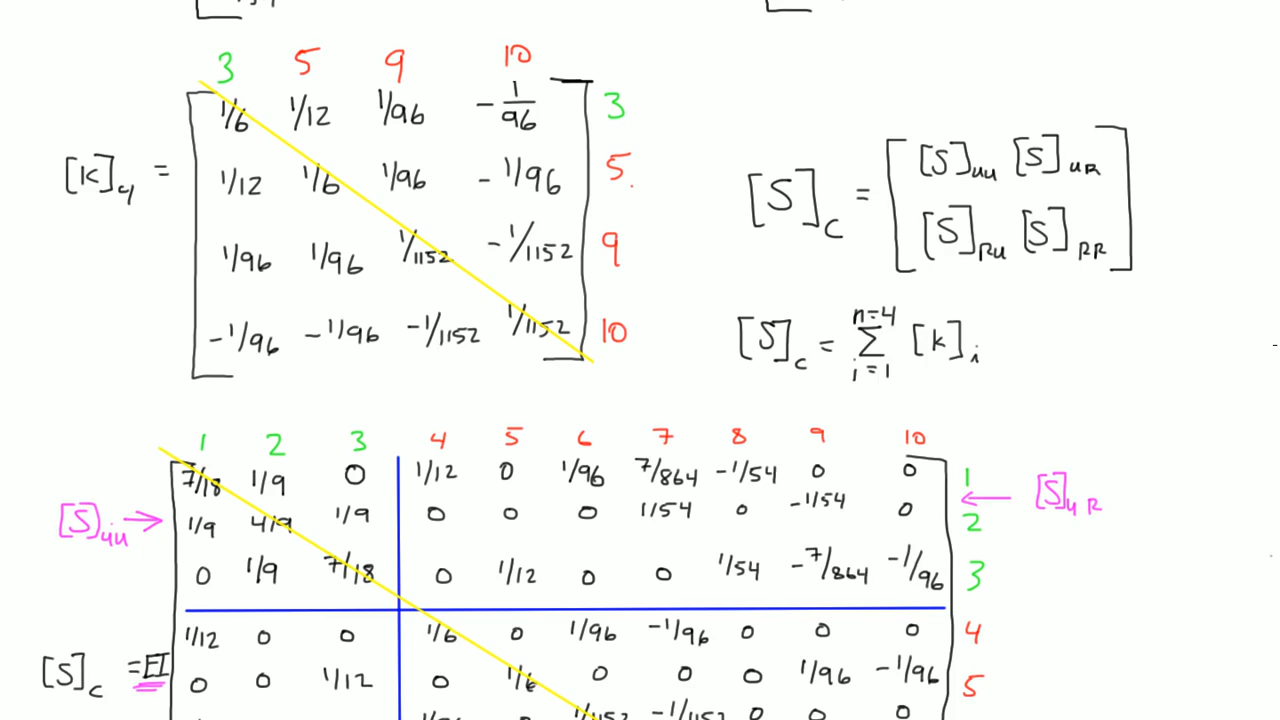 3 5 9 10
1/6 1/12 1/96 - 1/96 3
[K]4 = 1/12 1/6 1/96 - 1/96 5.
1/96 1/96 1/1152 - 1/1152 9
- 1/96 - 1/96 - 1/1152 1/1152 10
[S]C = [S]uu [S]uR
[S]Ru [S]RR
[S]C = n=4 Σ i=1 [k]i
1 2 3 4 5 6 7 8 9 10
7/18 1/9 0 1/12 0 1/96 7/864 -1/54 0 0 1
[S]uu → 1/9 4/9 1/9 0 0 0 1/54 0 -1/54 0 2 ← [S]uR
0 1/9 7/18 0 1/12 0 0 1/54 -7/864 -1/96 3
1/12 0 0 1/6 0 1/96 -1/96 0 0 0 4
[S]C = EI 0 0 1/12 0 1/6 0 0 0 1/96 -1/96 5
1/1152 -1/1152 0 0 0